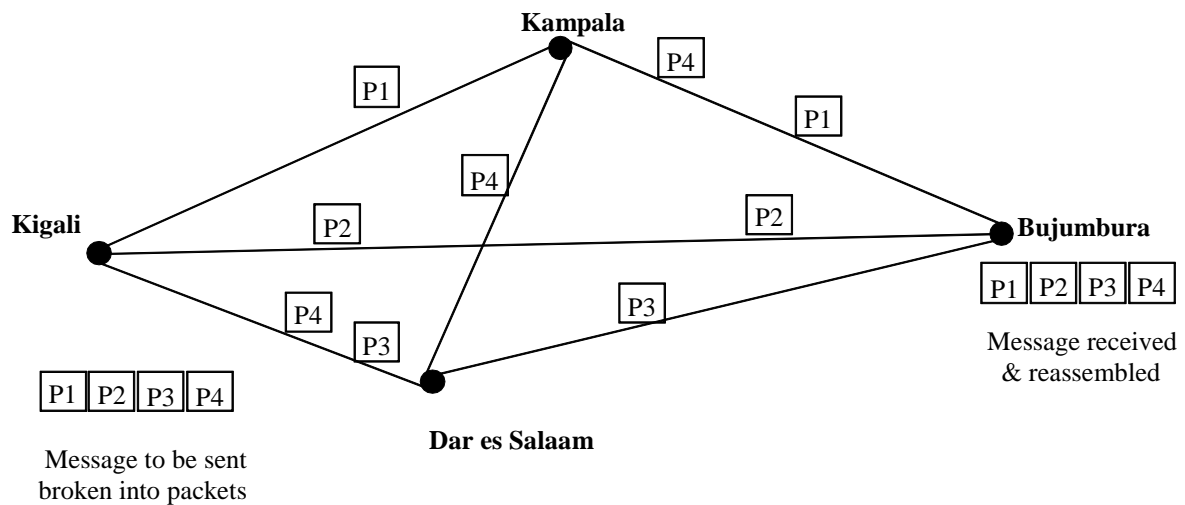 Kampala
P4
P1
P1
P4
Kigali
P2
P2
Bujumbura
P1 P2 P3 P4
P4
P3
P3
Message received
& reassembled
P1 P2 P3 P4
Dar es Salaam
Message to be sent
broken into packets